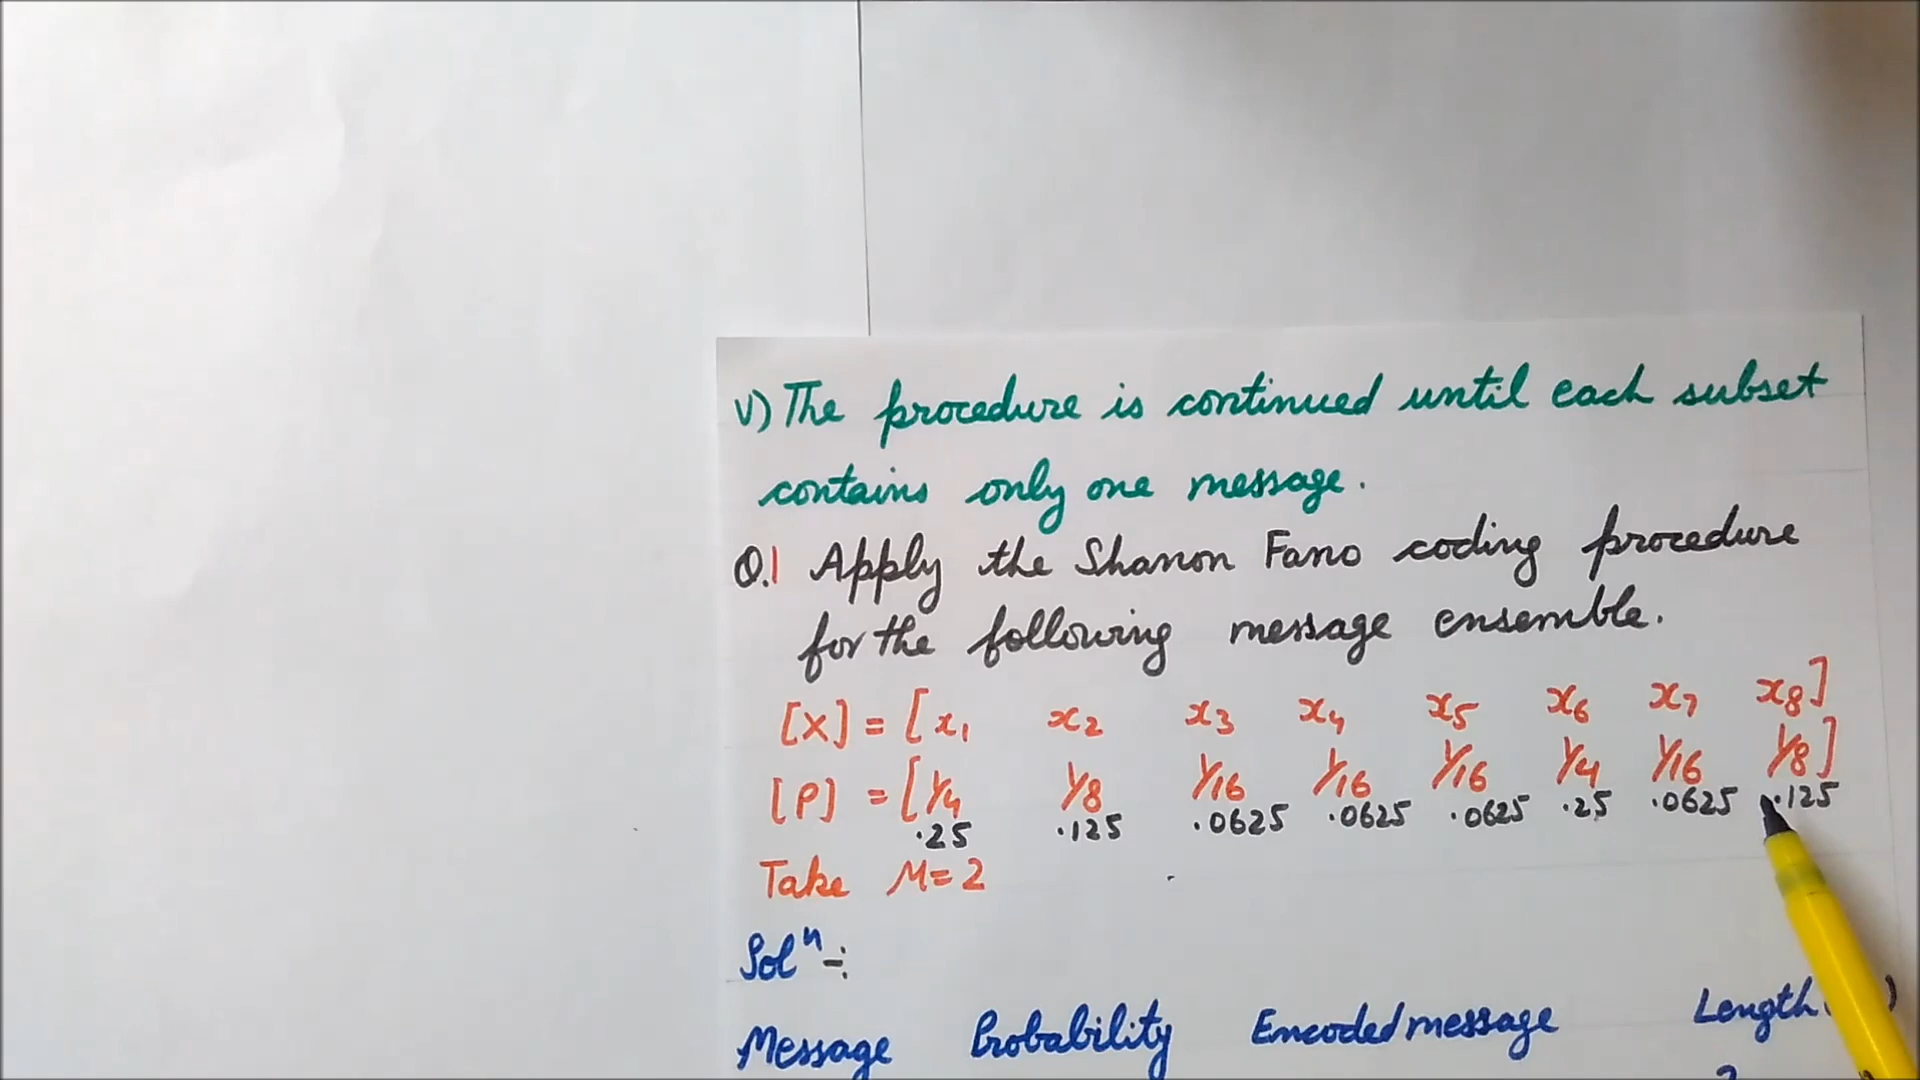 V) The procedure is continued until each subset
contains only one message.
Q.1 Apply the Shanon Fano coding procedure
for the following message ensemble.
[X] = [x1 x2 x3 x4 x5 x6 x7 x8]
[P] = [1/4 1/8 1/16 1/16 1/16 1/4 1/16 1/8]
.25 .125 .0625 .0625 .0625 .25 .0625 .125
Take M=2
Solⁿ -:
Message Probability Encoded message Length